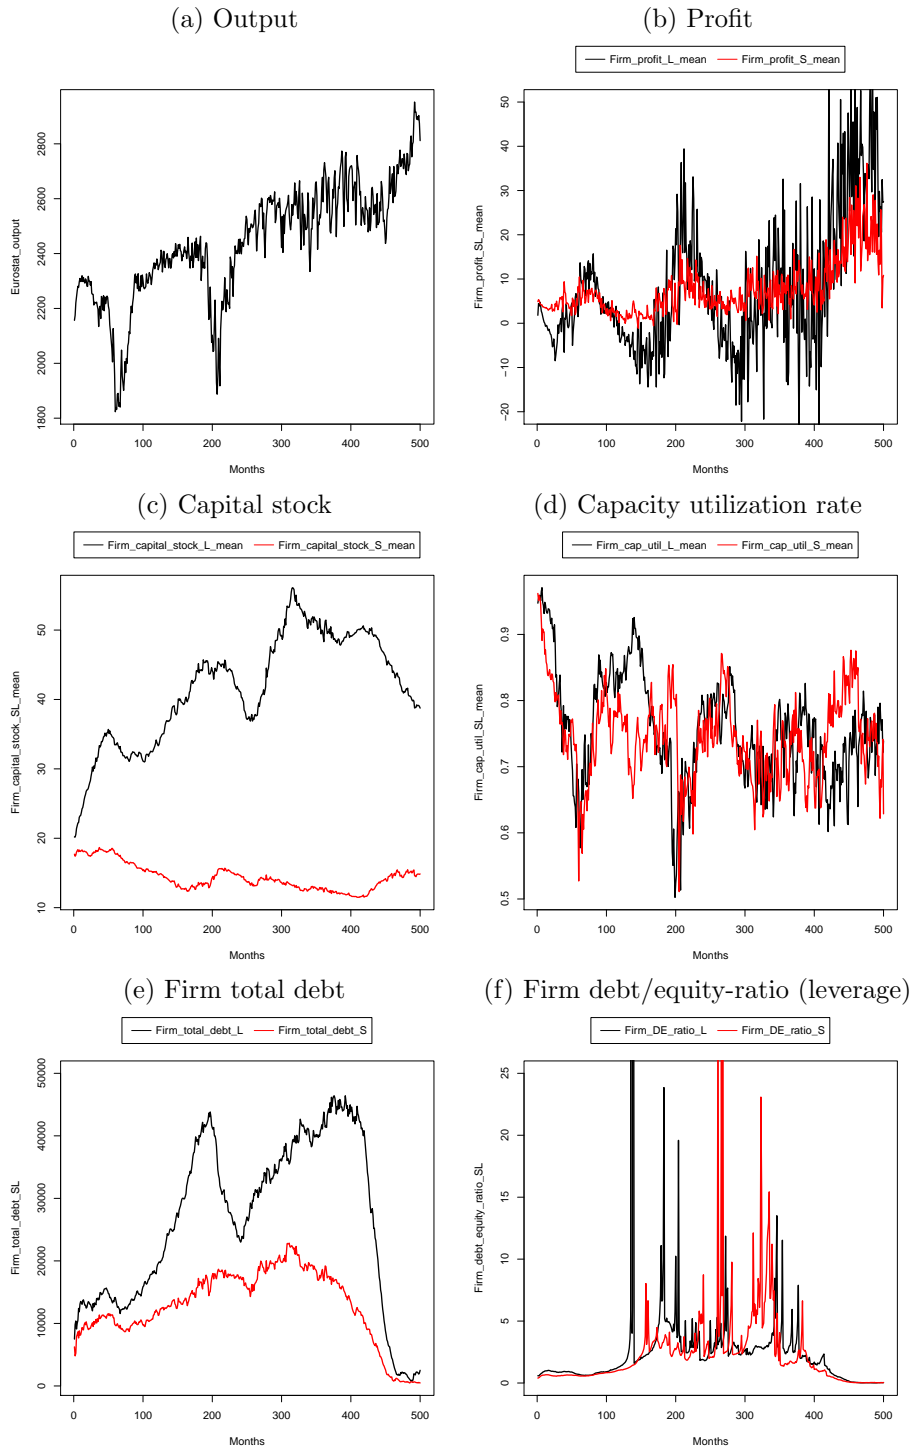 (a) Output
(b) Profit
Firm_profit_L_mean Firm_profit_S_mean
Eurostat_output
1800 2000 2200 2400 2600 2800
0 100 200 300 400 500
Months
Firm_profit_SL_mean
−20 −10 0 10 20 30 40 50
0 100 200 300 400 500
Months
(c) Capital stock
(d) Capacity utilization rate
Firm_capital_stock_L_mean Firm_capital_stock_S_mean
Firm_cap_util_L_mean Firm_cap_util_S_mean
Firm_capital_stock_SL_mean
10 20 30 40 50
0 100 200 300 400 500
Months
Firm_cap_util_SL_mean
0.5 0.6 0.7 0.8 0.9
0 100 200 300 400 500
Months
(e) Firm total debt
(f) Firm debt/equity-ratio (leverage)
Firm_total_debt_L Firm_total_debt_S
Firm_DE_ratio_L Firm_DE_ratio_S
Firm_total_debt_SL
0 10000 20000 30000 40000 50000
0 100 200 300 400 500
Months
Firm_debt_equity_ratio_SL
0 5 10 15 20 25
0 100 200 300 400 500
Months